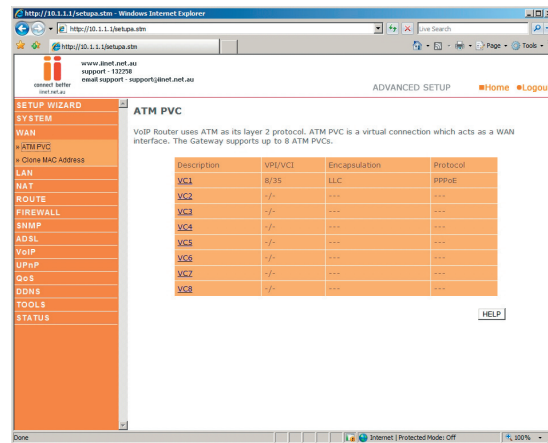 http://10.1.1.1/setupa.stm - Windows Internet Explorer
http://10.1.1.1/setupa.stm
Live Search
http://10.1.1.1/setupa.stm
Page
Tools
connect better
iinet.net.au
www.iinet.net.au
support - 132258
email support - support@iinet.net.au
ADVANCED SETUP
Home
Logou
SETUP WIZARD
SYSTEM
WAN
» ATM PVC
» Clone MAC Address
LAN
NAT
ROUTE
FIREWALL
SNMP
ADSL
VoIP
UPnP
QoS
DDNS
TOOLS
STATUS
ATM PVC
VoIP Router uses ATM as its layer 2 protocol. ATM PVC is a virtual connection which acts as a WAN
interface. The Gateway supports up to 8 ATM PVCs.
Description VPI/VCI Encapsulation Protocol
VC1 8/35 LLC PPPoE
VC2 -/- --- ---
VC3 -/- --- ---
VC4 -/- --- ---
VC5 -/- --- ---
VC6 -/- --- ---
VC7 -/- --- ---
VC8 -/- --- ---
HELP
Done
Internet | Protected Mode: Off
100%